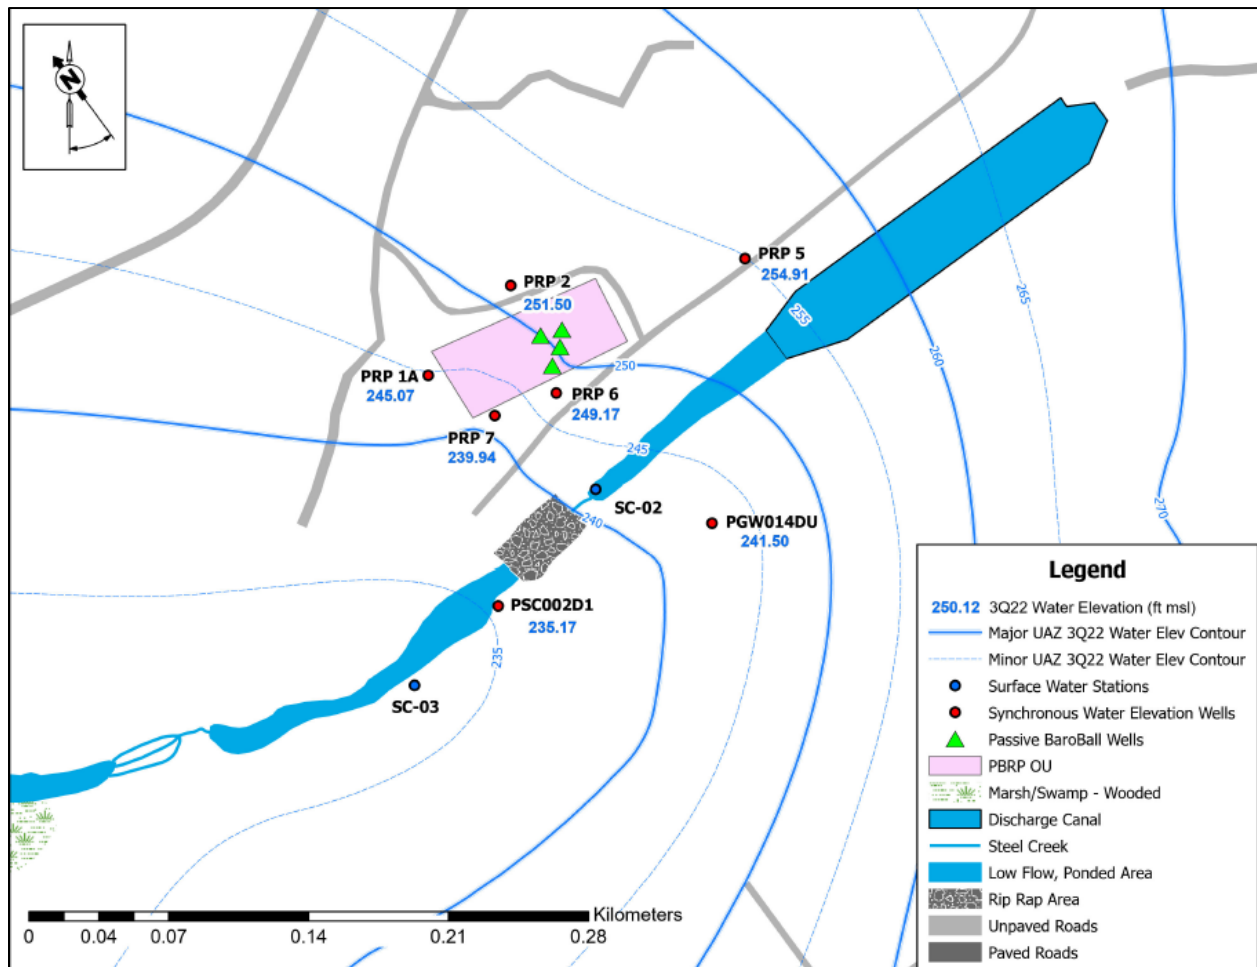 N
PRP 5
254.91
PRP 2
251.50
255
265
260
250
PRP 1A
245.07
PRP 6
249.17
PRP 7
239.94
245
SC-02
240
PGW014DU
241.50
270
PSC002D1
235.17
235
SC-03
Legend
250.12 3Q22 Water Elevation (ft msl)
Major UAZ 3Q22 Water Elev Contour
Minor UAZ 3Q22 Water Elev Contour
Surface Water Stations
Synchronous Water Elevation Wells
Passive BaroBall Wells
PBRP OU
Marsh/Swamp - Wooded
Discharge Canal
Steel Creek
Low Flow, Ponded Area
Rip Rap Area
Unpaved Roads
Paved Roads
Kilometers
0 0.04 0.07 0.14 0.21 0.28